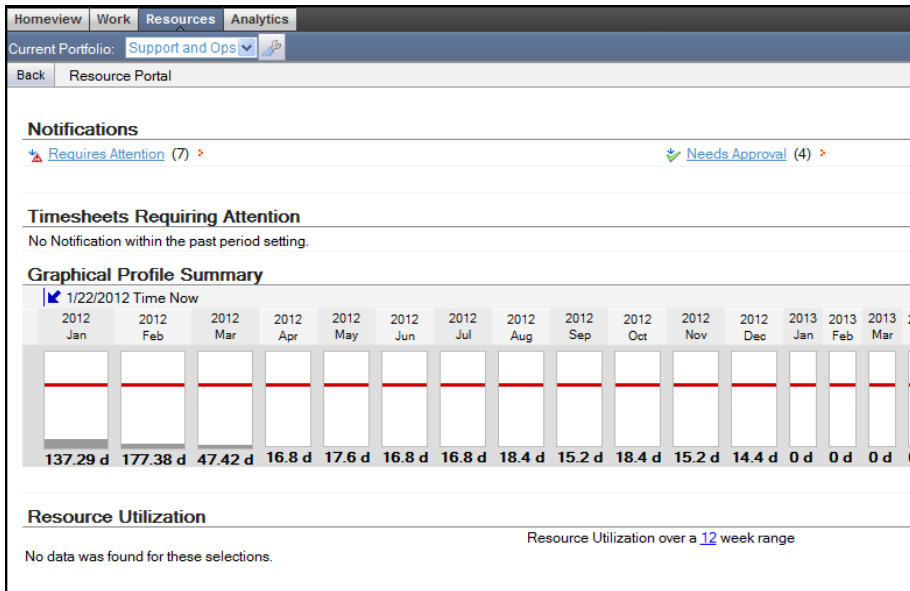 Homeview Work Resources Analytics
Current Portfolio: Support and Ops
Back Resource Portal
Notifications
Requires Attention (7) Needs Approval (4)
Timesheets Requiring Attention
No Notification within the past period setting.
Graphical Profile Summary
1/22/2012 Time Now
2012 2012 2012 2012 2012 2012 2012 2012 2012 2012 2012 2012 2013 2013 2013
Jan Feb Mar Apr May Jun Jul Aug Sep Oct Nov Dec Jan Feb Mar
137.29 d 177.38 d 47.42 d 16.8 d 17.6 d 16.8 d 16.8 d 18.4 d 15.2 d 18.4 d 15.2 d 14.4 d 0 d 0 d 0 d
Resource Utilization
Resource Utilization over a 12 week range
No data was found for these selections.